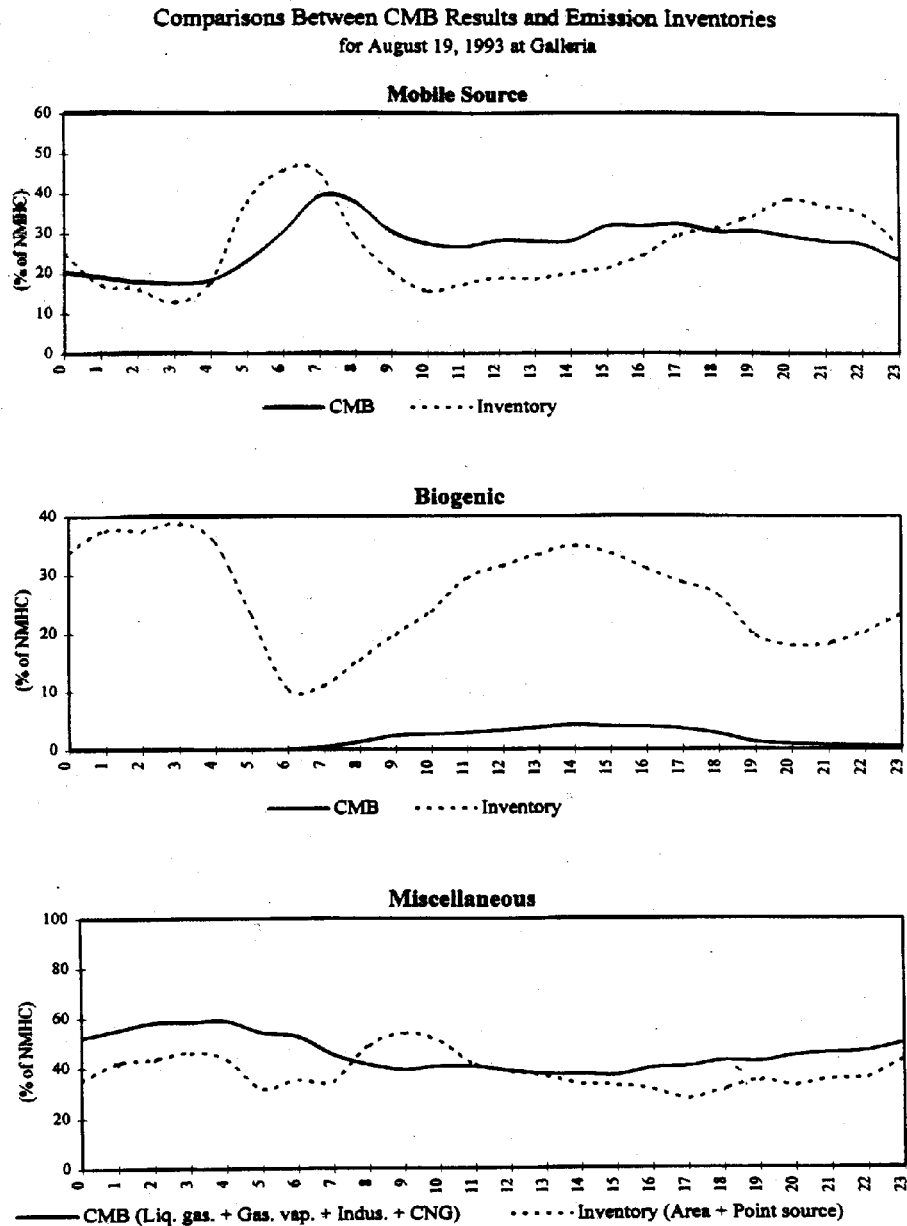 Comparisons Between CMB Results and Emission Inventories
for August 19, 1993 at Galleria
Mobile Source
(% of NMHC)
60
50
40
30
20
10
0
0 1 2 3 4 5 6 7 8 9 10 11 12 13 14 15 16 17 18 19 20 21 22 23
CMB Inventory
Biogenic
(% of NMHC)
40
30
20
10
0
0 1 2 3 4 5 6 7 8 9 10 11 12 13 14 15 16 17 18 19 20 21 22 23
CMB Inventory
Miscellaneous
(% of NMHC)
100
80
60
40
20
0
0 1 2 3 4 5 6 7 8 9 10 11 12 13 14 15 16 17 18 19 20 21 22 23
CMB (Liq. gas. + Gas. vap. + Indus. + CNG) Inventory (Area + Point source)